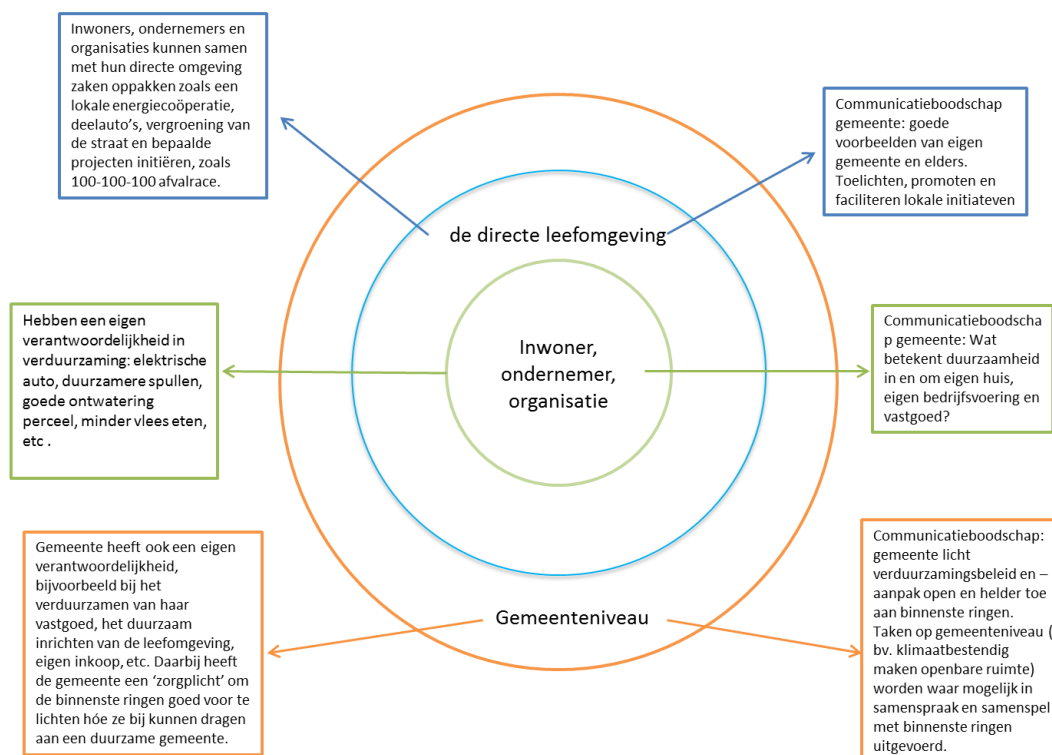 Inwoners, ondernemers en
organisaties kunnen samen
met hun directe omgeving
zaken oppakken zoals een
lokale energiecoöperatie,
deelauto’s, vergroening van
de straat en bepaalde
projecten initiëren, zoals
100-100-100 afvalrace.
Communicatieboodschap
gemeente: goede
voorbeelden van eigen
gemeente en elders.
Toelichten, promoten en
faciliteren lokale initiateven
de directe leefomgeving
Hebben een eigen
verantwoordelijkheid in
verduurzaming: elektrische
auto, duurzamere spullen,
goede ontwatering
perceel, minder vlees eten,
etc .
Inwoner,
ondernemer,
organisatie
Communicatieboodscha
p gemeente: Wat
betekent duurzaamheid
in en om eigen huis,
eigen bedrijfsvoering en
vastgoed?
Gemeente heeft ook een eigen
verantwoordelijkheid,
bijvoorbeeld bij het
verduurzamen van haar
vastgoed, het duurzaam
inrichten van de leefomgeving,
eigen inkoop, etc. Daarbij heeft
de gemeente een ‘zorgplicht’ om
de binnenste ringen goed voor te
lichten hóe ze bij kunnen dragen
aan een duurzame gemeente.
Gemeenteniveau
Communicatieboodschap:
gemeente licht
verduurzamingsbeleid en –
aanpak open en helder toe
aan binnenste ringen.
Taken op gemeenteniveau (
bv. klimaatbestendig
maken openbare ruimte)
worden waar mogelijk in
samenspraak en samenspel
met binnenste ringen
uitgevoerd.